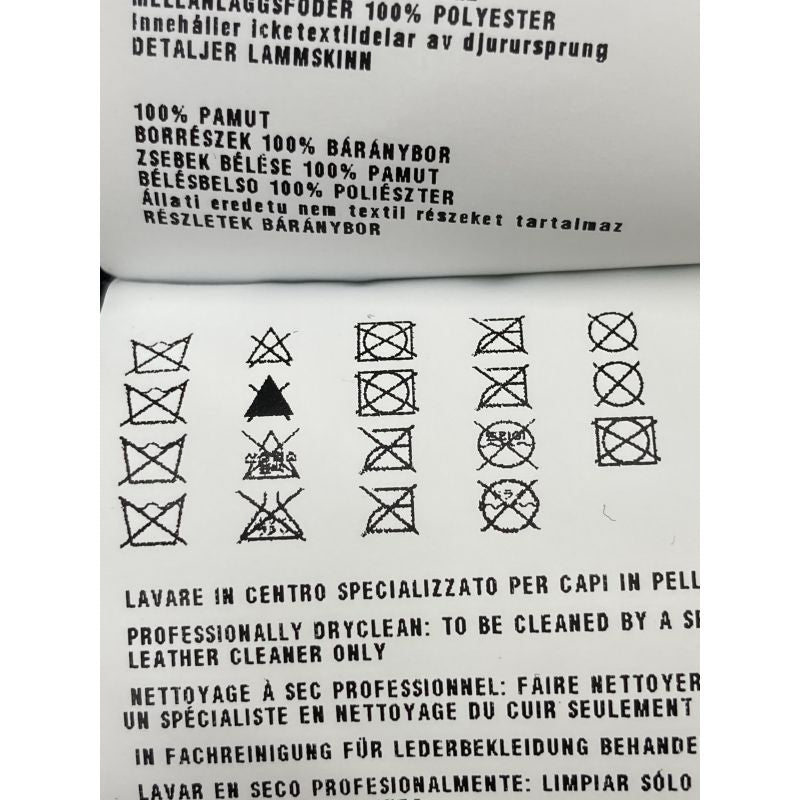 MELLANLÄGGSFODER 100% POLYESTER
Innehåller icketextildelar av djurursprung
DETALJER LAMMSKINN
100% PAMUT
BORRÉSZEK 100% BÁRÁNYBOR
ZSEBEK BÉLÉSE 100% PAMUT
BÉLÉSBELSO 100% POLIÉSZTER
Állati eredetu nem textil részeket tartalmaz
RÉSZLETEK BÁRÁNYBOR
LAVARE IN CENTRO SPECIALIZZATO PER CAPI IN PELL
PROFESSIONALLY DRYCLEAN: TO BE CLEANED BY A
LEATHER CLEANER ONLY
NETTOYAGE À SEC PROFESSIONNEL: FAIRE NETTOYER
UN SPÉCIALISTE EN NETTOYAGE DU CUIR SEULEMENT
IN FACHREINIGUNG FÜR LEDERBEKLEIDUNG BEHANDE
LAVAR EN SECO PROFESIONALMENTE: LIMPIAR SÓLO